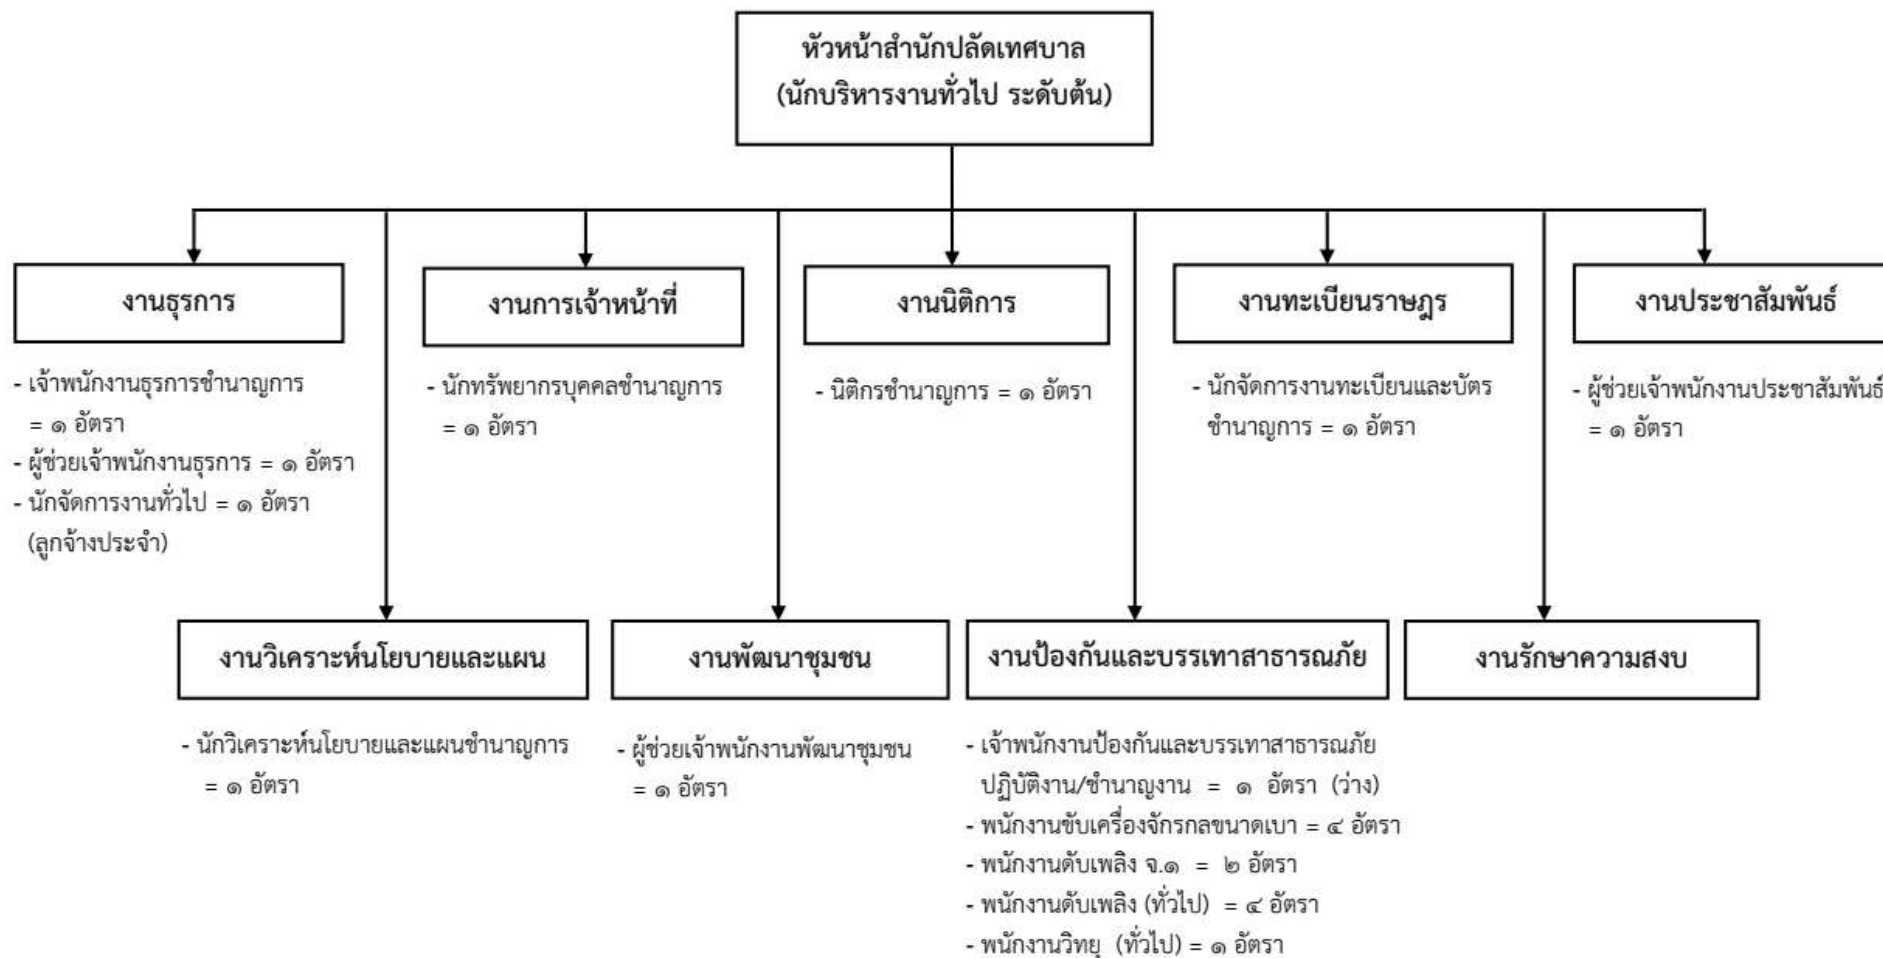 หัวหน้าสำนักปลัดเทศบาล
(นักบริหารงานทั่วไป ระดับต้น)
งานธุรการ
- เจ้าพนักงานธุรการชำนาญการ
= ๑ อัตรา
- ผู้ช่วยเจ้าพนักงานธุรการ = ๑ อัตรา
- นักจัดการงานทั่วไป = ๑ อัตรา
(ลูกจ้างประจำ)
งานการเจ้าหน้าที่
- นักทรัพยากรบุคคลชำนาญการ
= ๑ อัตรา
งานนิติการ
- นิติกรชำนาญการ = ๑ อัตรา
งานทะเบียนราษฎร
- นักจัดการงานทะเบียนและบัตร
ชำนาญการ = ๑ อัตรา
งานประชาสัมพันธ์
- ผู้ช่วยเจ้าพนักงานประชาสัมพันธ์
= ๑ อัตรา
งานวิเคราะห์นโยบายและแผน
- นักวิเคราะห์นโยบายและแผนชำนาญการ
= ๑ อัตรา
งานพัฒนาชุมชน
- ผู้ช่วยเจ้าพนักงานพัฒนาชุมชน
= ๑ อัตรา
งานป้องกันและบรรเทาสาธารณภัย
- เจ้าพนักงานป้องกันและบรรเทาสาธารณภัย
ปฏิบัติงาน/ชำนาญงาน = ๑ อัตรา (ว่าง)
- พนักงานขับเครื่องจักรกลขนาดเบา = ๔ อัตรา
- พนักงานดับเพลิง จ.๑ = ๒ อัตรา
- พนักงานดับเพลิง (ทั่วไป) = ๔ อัตรา
- พนักงานวิทยุ (ทั่วไป) = ๑ อัตรา
งานรักษาความสงบ